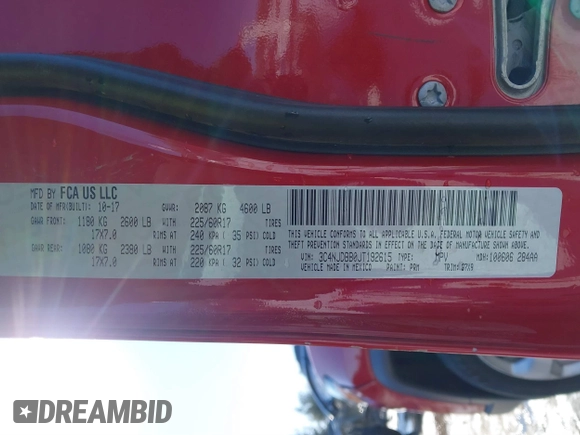 MFD BY FCA US LLC
DATE OF MFR(BUILT): 10-17 GVWR: 2087 KG 4600 LB
GAWR FRONT: 1180 KG 2600 LB WITH 225/60R17 TIRES
17X7.0 RIMS AT 240 KPA ( 35 PSI) COLD
GAWR REAR: 1080 KG 2380 LB WITH 225/60R17 TIRES
17X7.0 RIMS AT 220 KPA ( 32 PSI) COLD
THIS VEHICLE CONFORMS TO ALL APPLICABLE U.S.A. FEDERAL MOTOR VEHICLE SAFETY AND
THEFT PREVENTION STANDARDS IN EFFECT ON THE DATE OF MANUFACTURE SHOWN ABOVE.
VIN: 3C4NJDBB0JT192615 TYPE: MPV MDH: 100606 284AA
VEHICLE MADE IN MEXICO PAINT: PRM TRIM:
DREAMBID